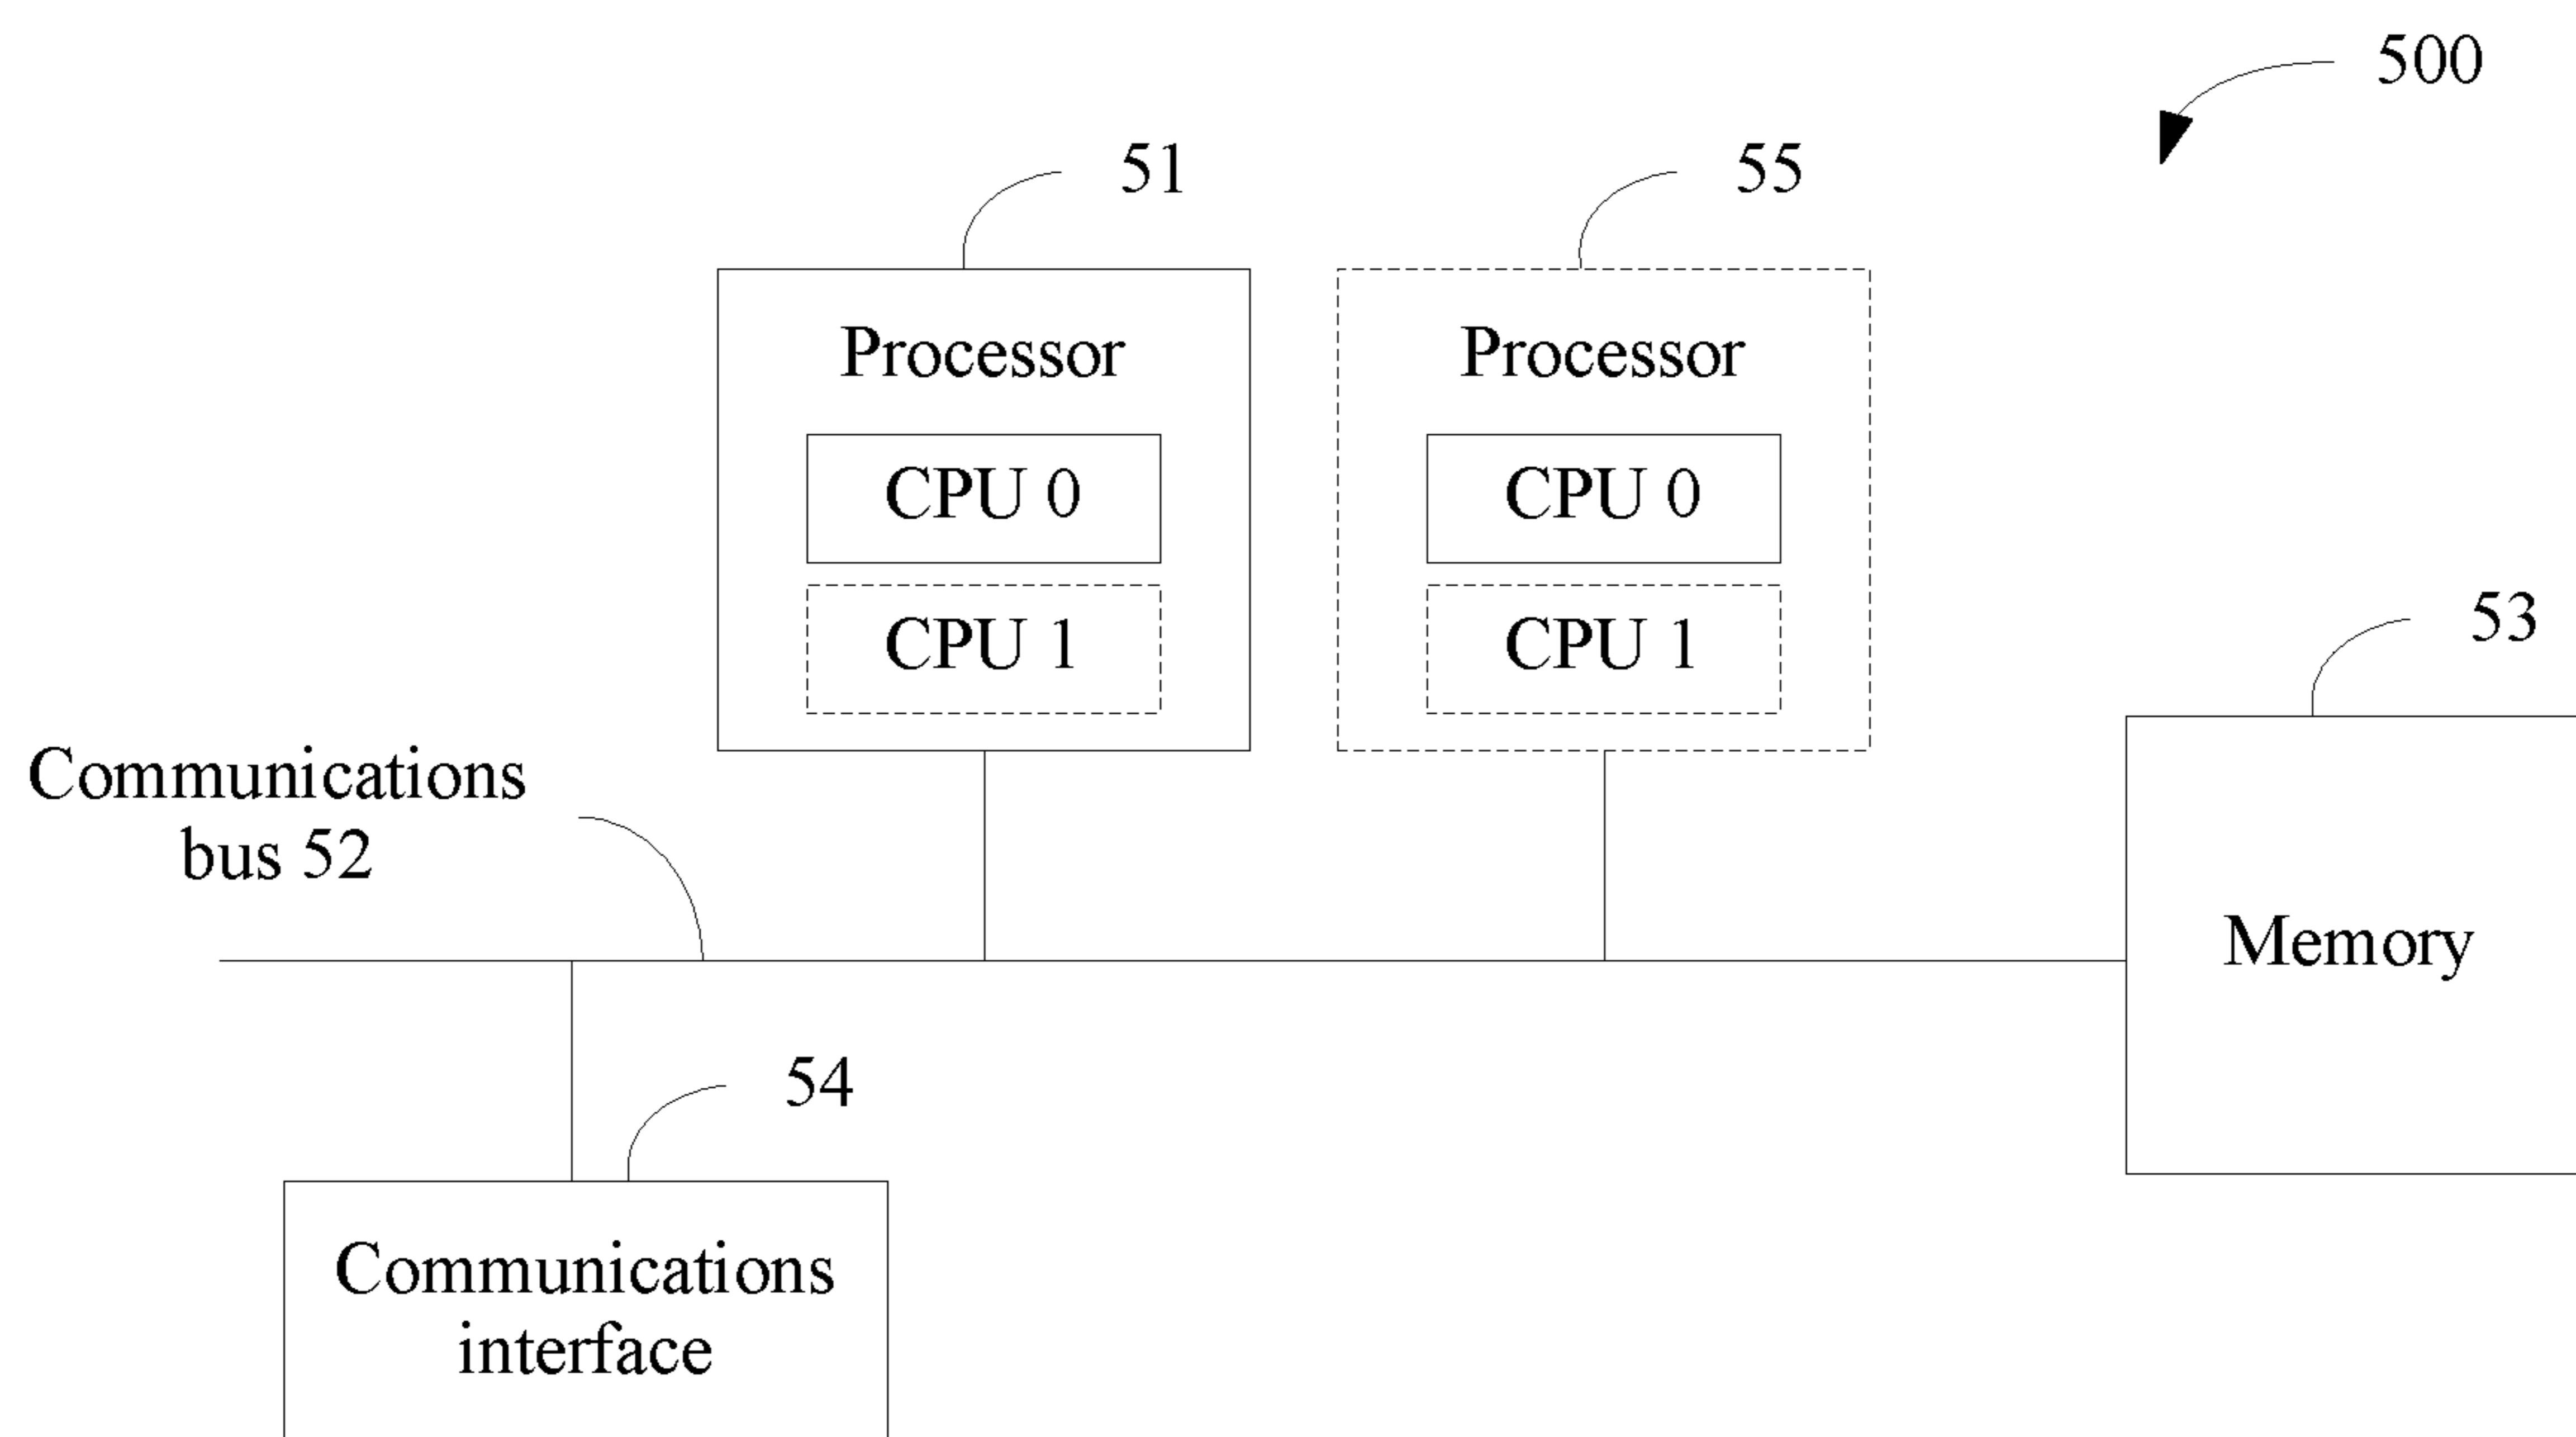 500
51
55
Processor
Processor
CPU 0
CPU 0
CPU 1
CPU 1
53
Communications
bus 52
Memory
54
Communications
interface